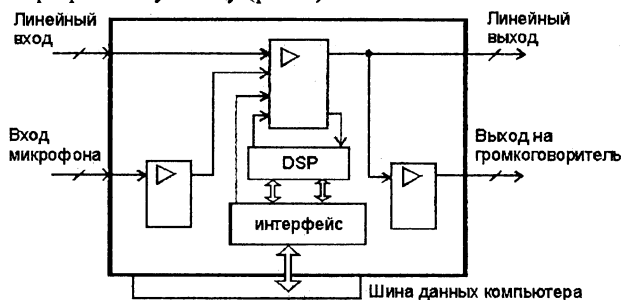 Линейный
вход
Линейный
выход
Вход
микрофона
Выход на
громкоговоритель
DSP
интерфейс
Шина данных компьютера